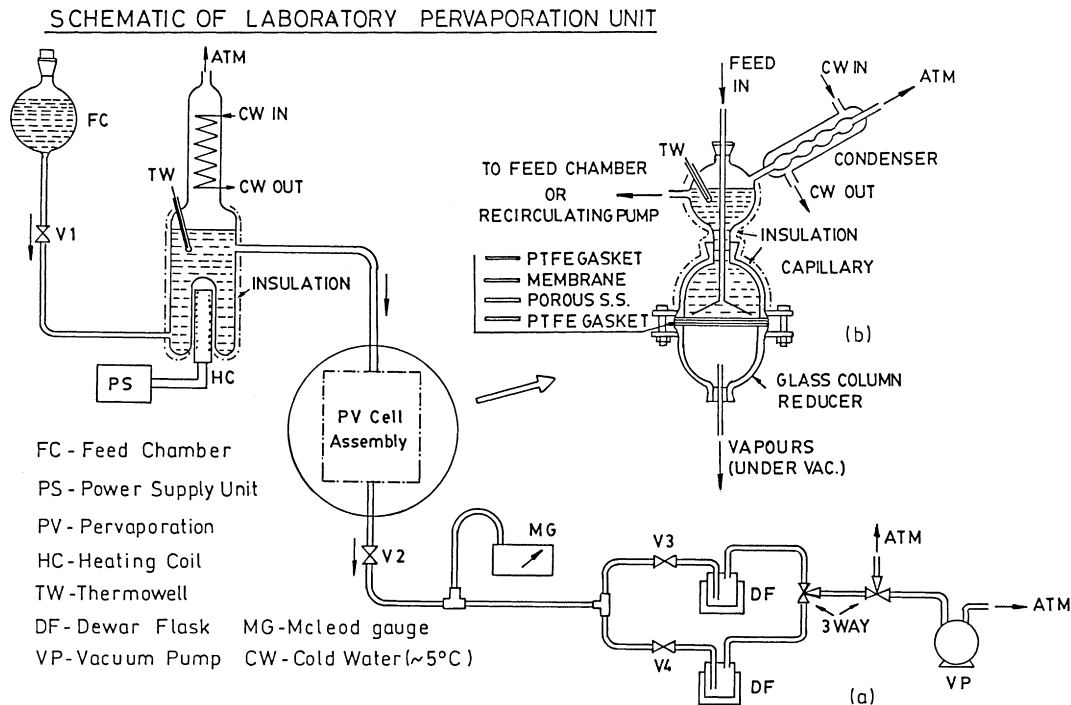 SCHEMATIC OF LABORATORY PERVAPORATION UNIT
ATM
FC
CW IN
TW
CW OUT
V1
INSULATION
HC
PS
PV Cell
Assembly
FEED
IN
CW IN
ATM
TW
CONDENSER
TO FEED CHAMBER
OR
RECIRCULATING PUMP
CW OUT
INSULATION
CAPILLARY
PTFE GASKET
MEMBRANE
POROUS S.S.
PTFE GASKET
(b)
GLASS COLUMN
REDUCER
VAPOURS
(UNDER VAC.)
FC - Feed Chamber
PS - Power Supply Unit
PV - Pervaporation
HC - Heating Coil
TW - Thermowell
DF - Dewar Flask MG - Mcleod gauge
VP - Vacuum Pump CW - Cold Water (~5°C)
V2
MG
V3
DF
ATM
3 WAY
ATM
V4
DF
VP
(a)